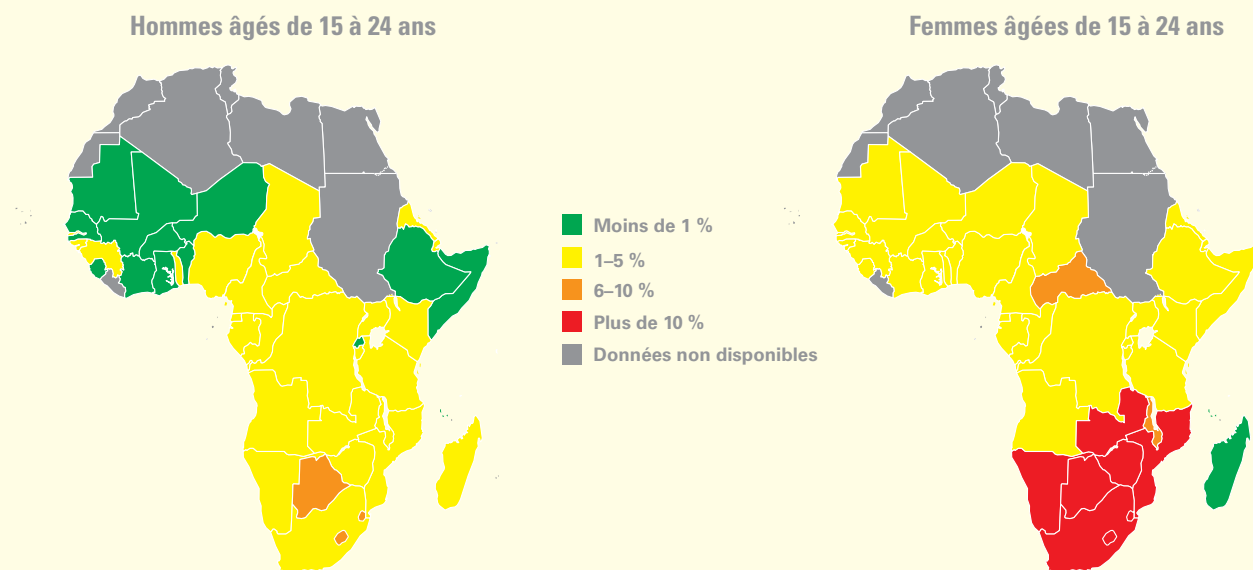 Hommes âgés de 15 à 24 ans
Femmes âgées de 15 à 24 ans
Moins de 1 %
1–5 %
6–10 %
Plus de 10 %
Données non disponibles